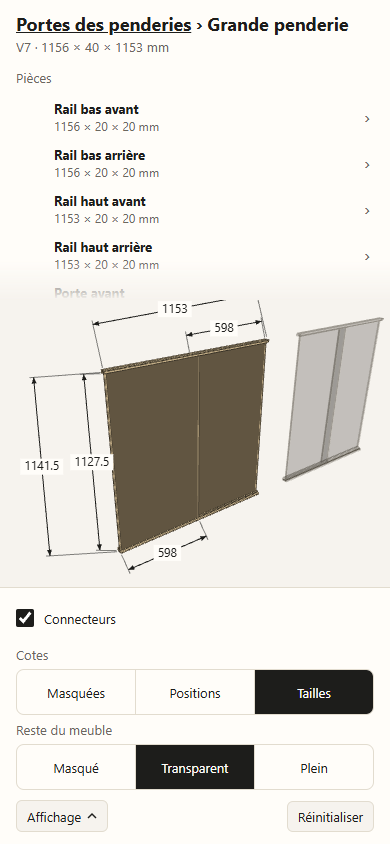 Portes des penderies › Grande penderie
V7 · 1156 × 40 × 1153 mm
Pièces
Rail bas avant
1156 × 20 × 20 mm
›
Rail bas arrière
1156 × 20 × 20 mm
›
Rail haut avant
1153 × 20 × 20 mm
›
Rail haut arrière
1153 × 20 × 20 mm
›
Porte avant
1153
598
1141.5
1127.5
598
Connecteurs
Cotes
Masquées Positions Tailles
Reste du meuble
Masqué Transparent Plein
Affichage Réinitialiser